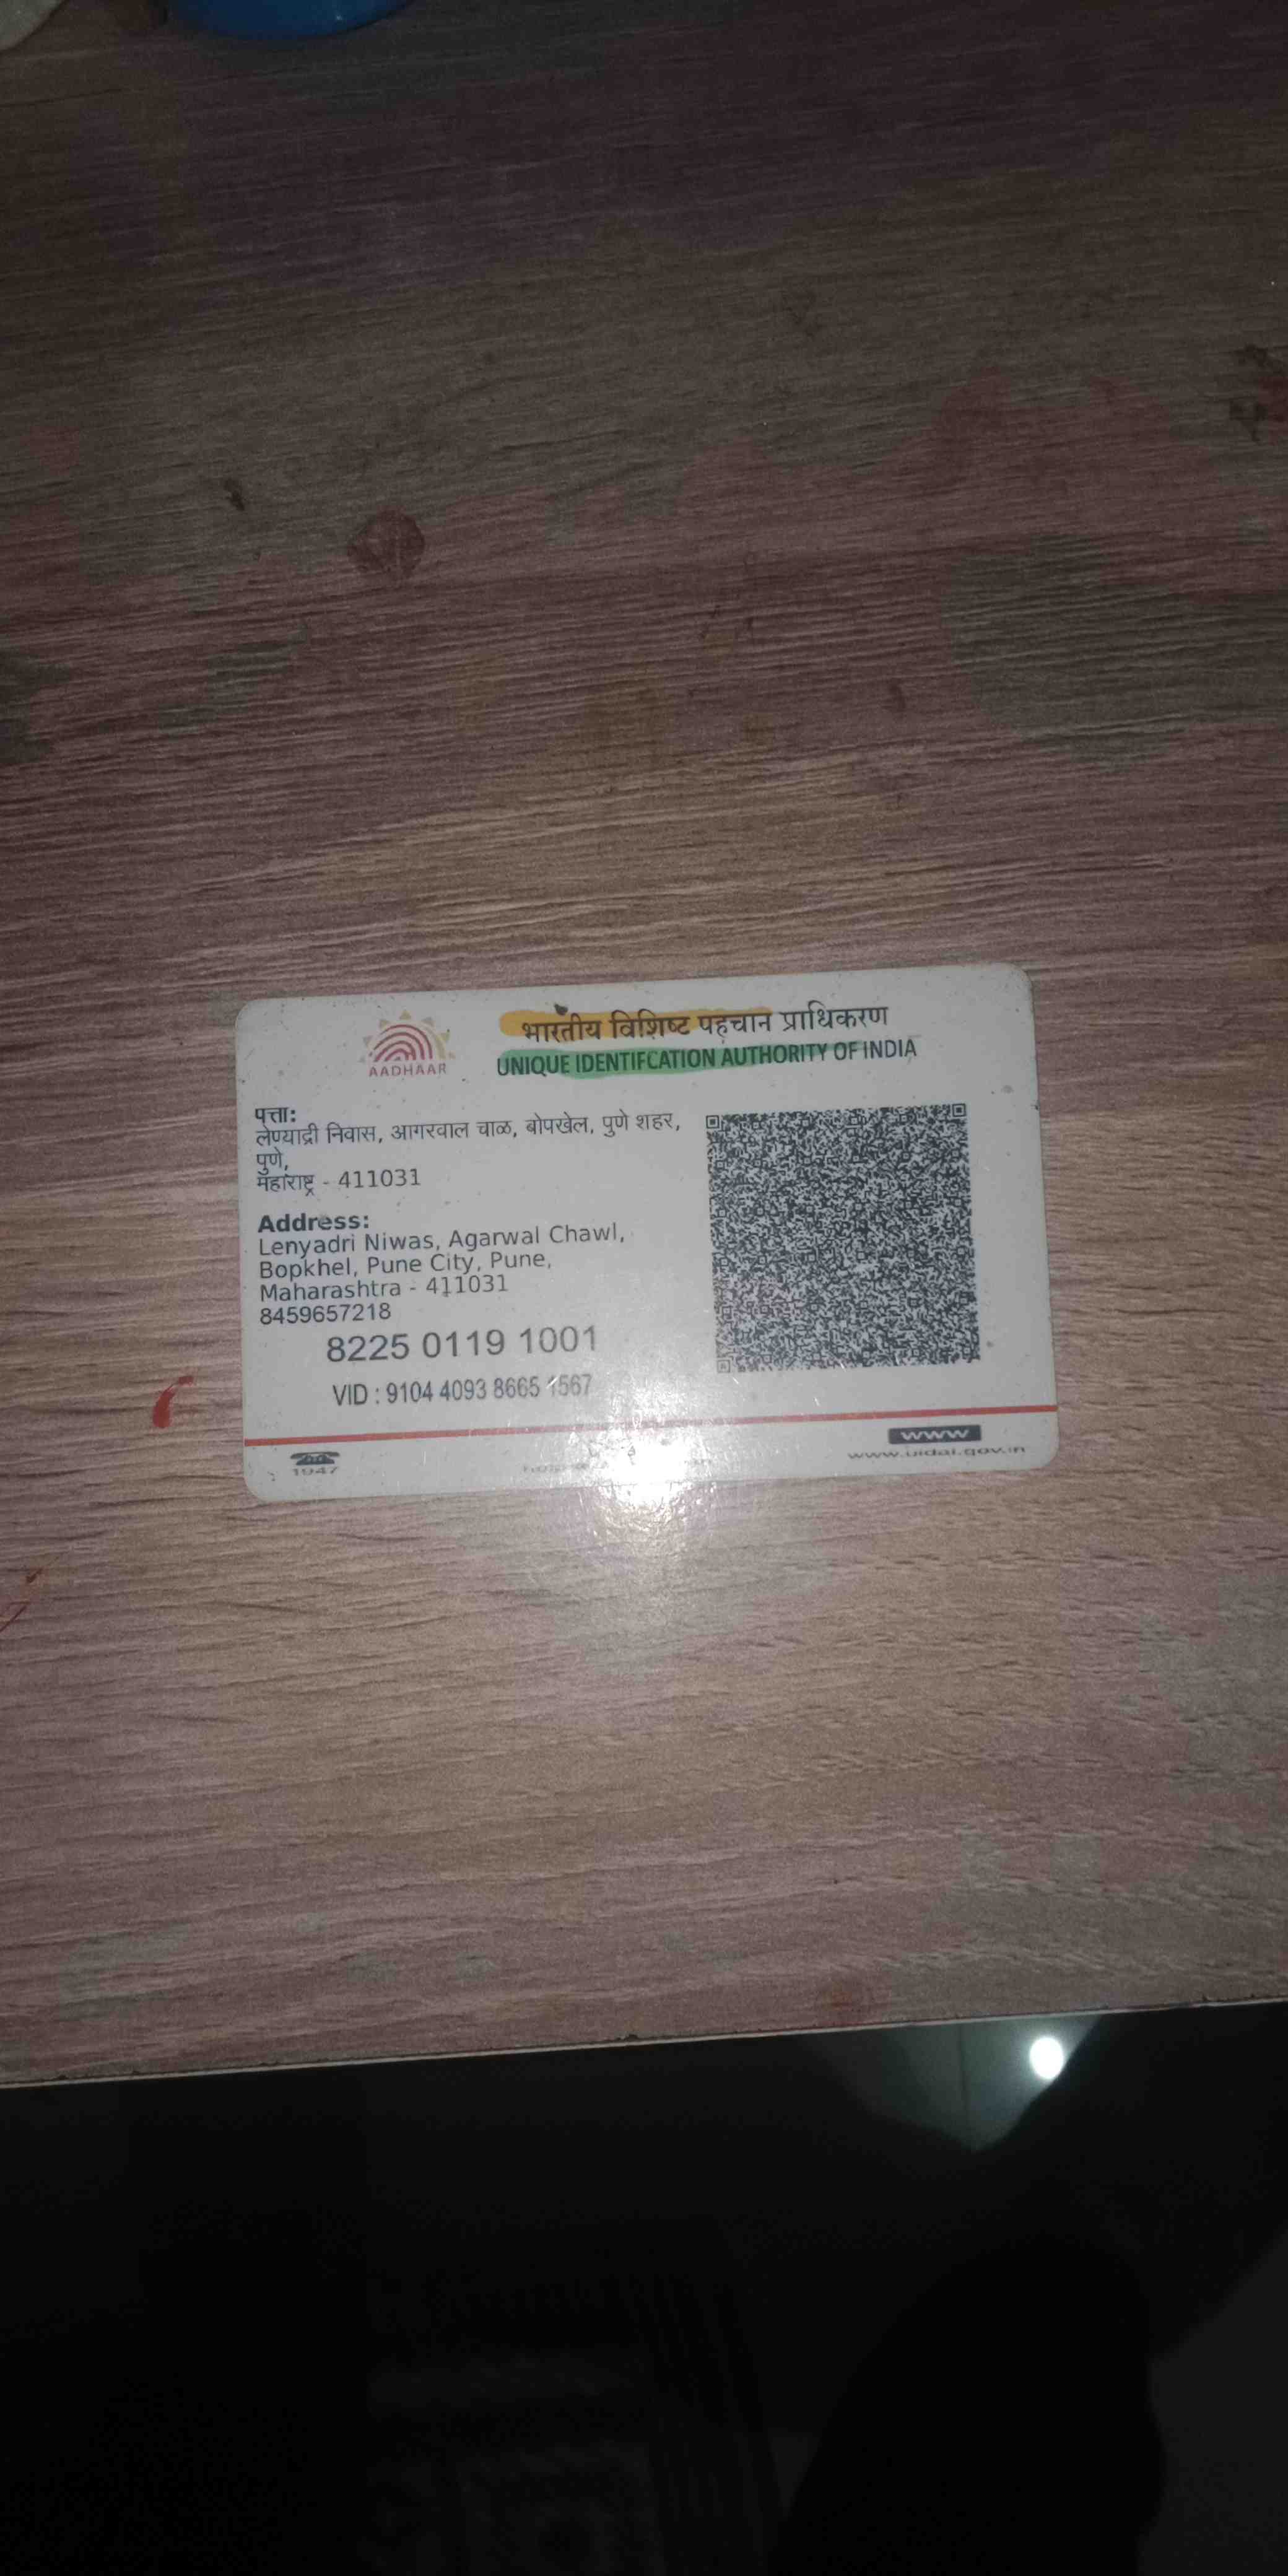 AADHAAR
भारतीय विशिष्ट पहचान प्राधिकरण
UNIQUE IDENTIFCATION AUTHORITY OF INDIA
पत्ता:
लेण्याद्री निवास, आगरवाल चाळ, बोपखेल, पुणे शहर,
पुणे,
महाराष्ट्र - 411031
Address:
Lenyadri Niwas, Agarwal Chawl,
Bopkhel, Pune City, Pune,
Maharashtra - 411031
8459657218
8225 0119 1001
VID : 9104 4093 8665 1567
1947
WWW
www.uidai.gov.in